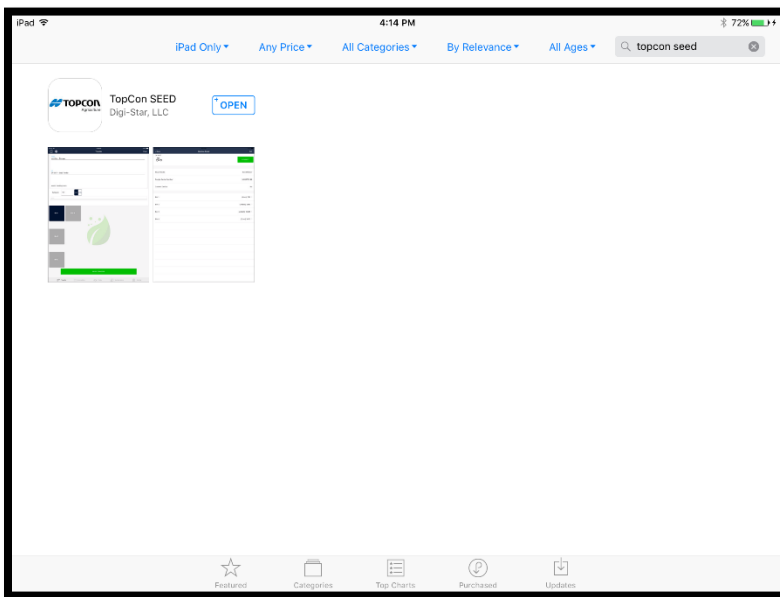 iPad 4:14 PM 72%
iPad Only By Relevance Any Price All Categories All Ages topcon seed
TOPCON
Agriculture
TopCon SEED
Digi-Star, LLC
+ OPEN
Featured Categories Top Charts Purchased Updates